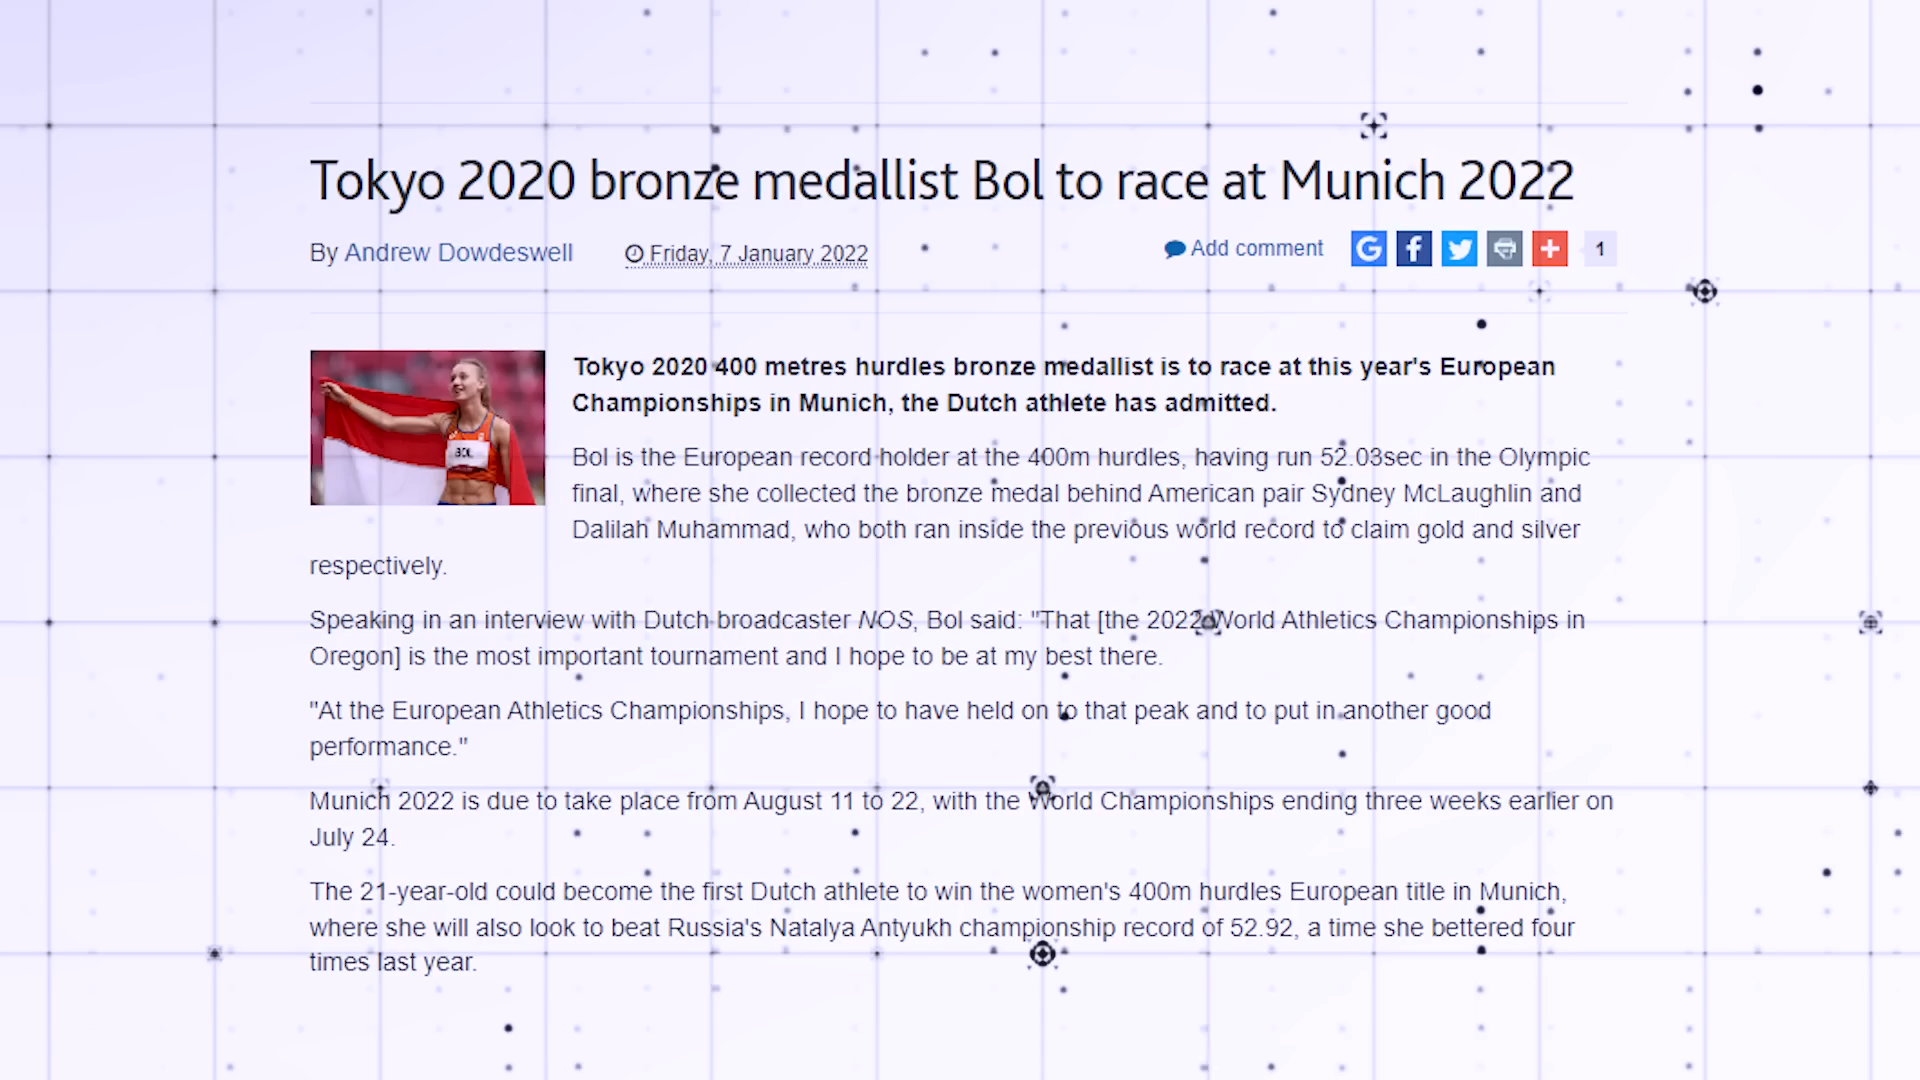 Tokyo 2020 bronze medallist Bol to race at Munich 2022
By Andrew Dowdeswell Friday, 7 January 2022 Add comment 1
Tokyo 2020 400 metres hurdles bronze medallist is to race at this year's European
Championships in Munich, the Dutch athlete has admitted.
BOL
Bol is the European record holder at the 400m hurdles, having run 52.03sec in the Olympic
final, where she collected the bronze medal behind American pair Sydney McLaughlin and
Dalilah Muhammad, who both ran inside the previous world record to claim gold and silver
respectively.
Speaking in an interview with Dutch broadcaster NOS, Bol said: "That [the 2022 World Athletics Championships in
Oregon] is the most important tournament and I hope to be at my best there.
"At the European Athletics Championships, I hope to have held on to that peak and to put in another good
performance."
Munich 2022 is due to take place from August 11 to 22, with the World Championships ending three weeks earlier on
July 24.
The 21-year-old could become the first Dutch athlete to win the women's 400m hurdles European title in Munich,
where she will also look to beat Russia's Natalya Antyukh championship record of 52.92, a time she bettered four
times last year.